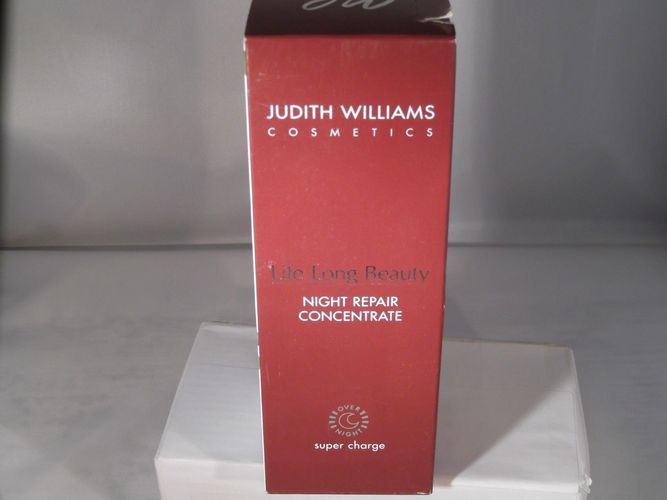 JUDITH WILLIAMS
COSMETICS
Life Long Beauty
NIGHT REPAIR
CONCENTRATE
OVER
NIGHT
super charge